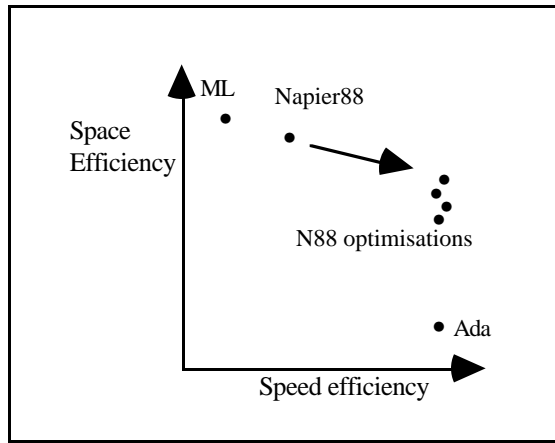 ML
Napier88
Space
Efficiency
N88 optimisations
Ada
Speed efficiency